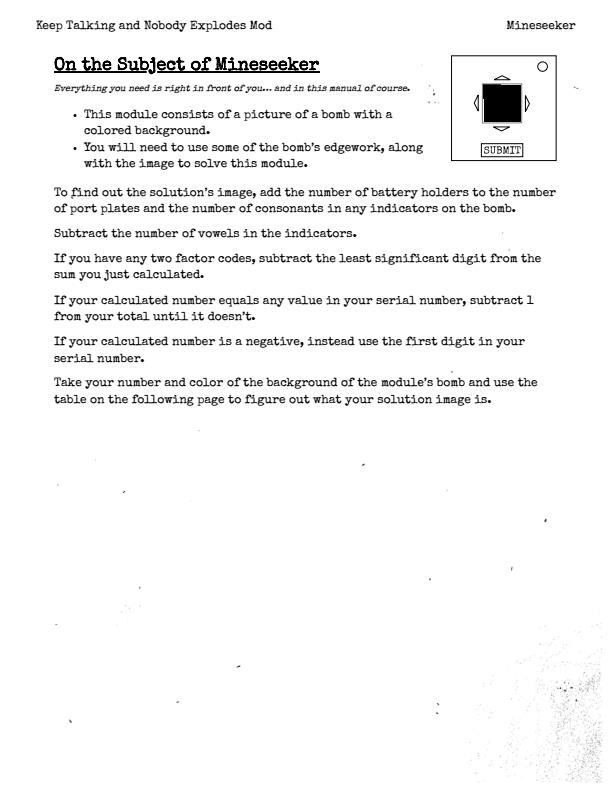 Keep Talking and Nobody Explodes Mod Mineseeker
On the Subject of Mineseeker
Everything you need is right in front of you... and in this manual of course.
• This module consists of a picture of a bomb with a
colored background.
• You will need to use some of the bomb's edgework, along
with the image to solve this module.
SUBMIT
To find out the solution's image, add the number of battery holders to the number
of port plates and the number of consonants in any indicators on the bomb.
Subtract the number of vowels in the indicators.
If you have any two factor codes, subtract the least significant digit from the
sum you just calculated.
If your calculated number equals any value in your serial number, subtract 1
from your total until it doesn't.
If your calculated number is a negative, instead use the first digit in your
serial number.
Take your number and color of the background of the module's bomb and use the
table on the following page to figure out what your solution image is.